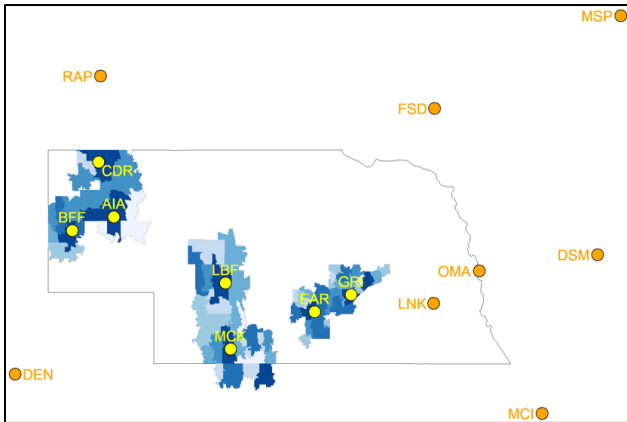 MSP
RAP
FSD
CDR
AIA
BFF
DSM
LBF
OMA
GRI
EAR
LNK
MCK
DEN
MCI